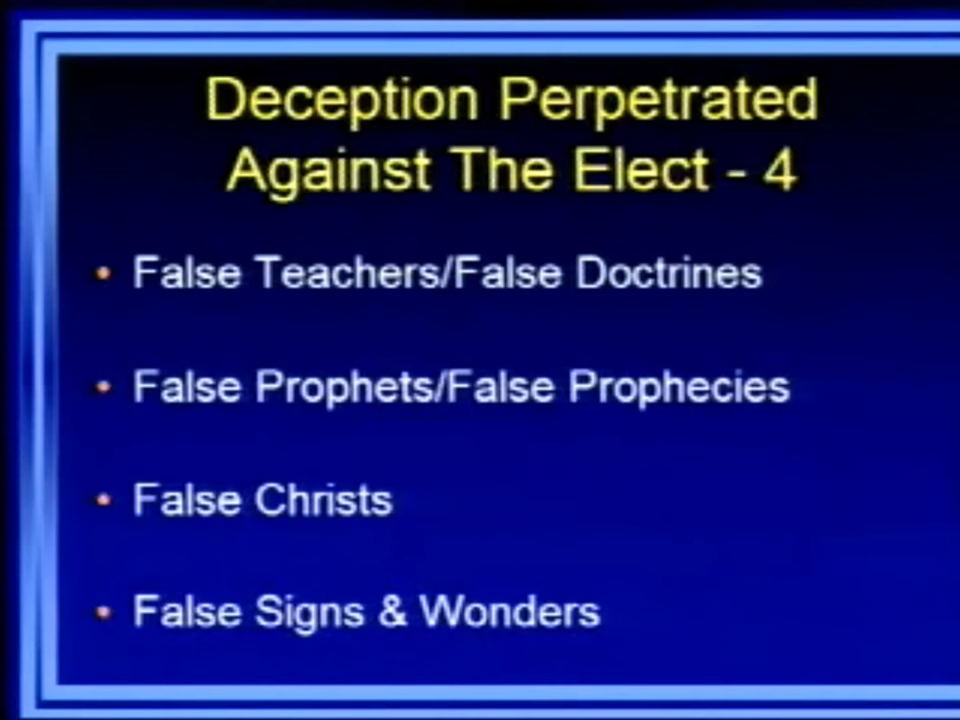 Deception Perpetrated
Against The Elect - 4
• False Teachers/False Doctrines
• False Prophets/False Prophecies
• False Christs
• False Signs & Wonders